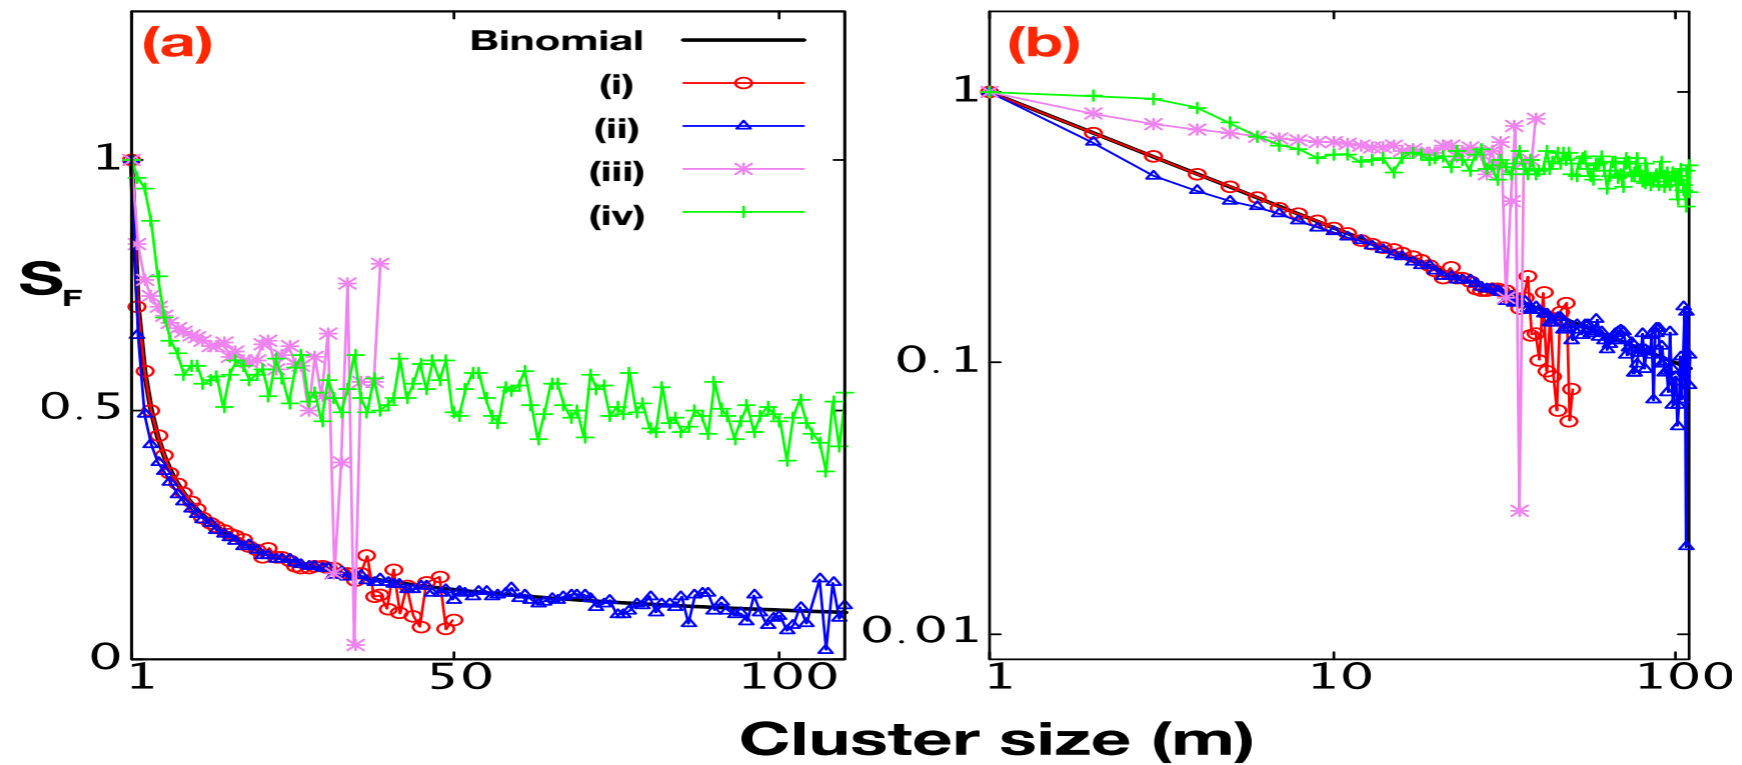 (a)
Binomial
(i)
(ii)
(iii)
(iv)
S_F
1
0.5
0
1
50
100
(b)
1
0.1
0.01
1
10
100
Cluster size (m)